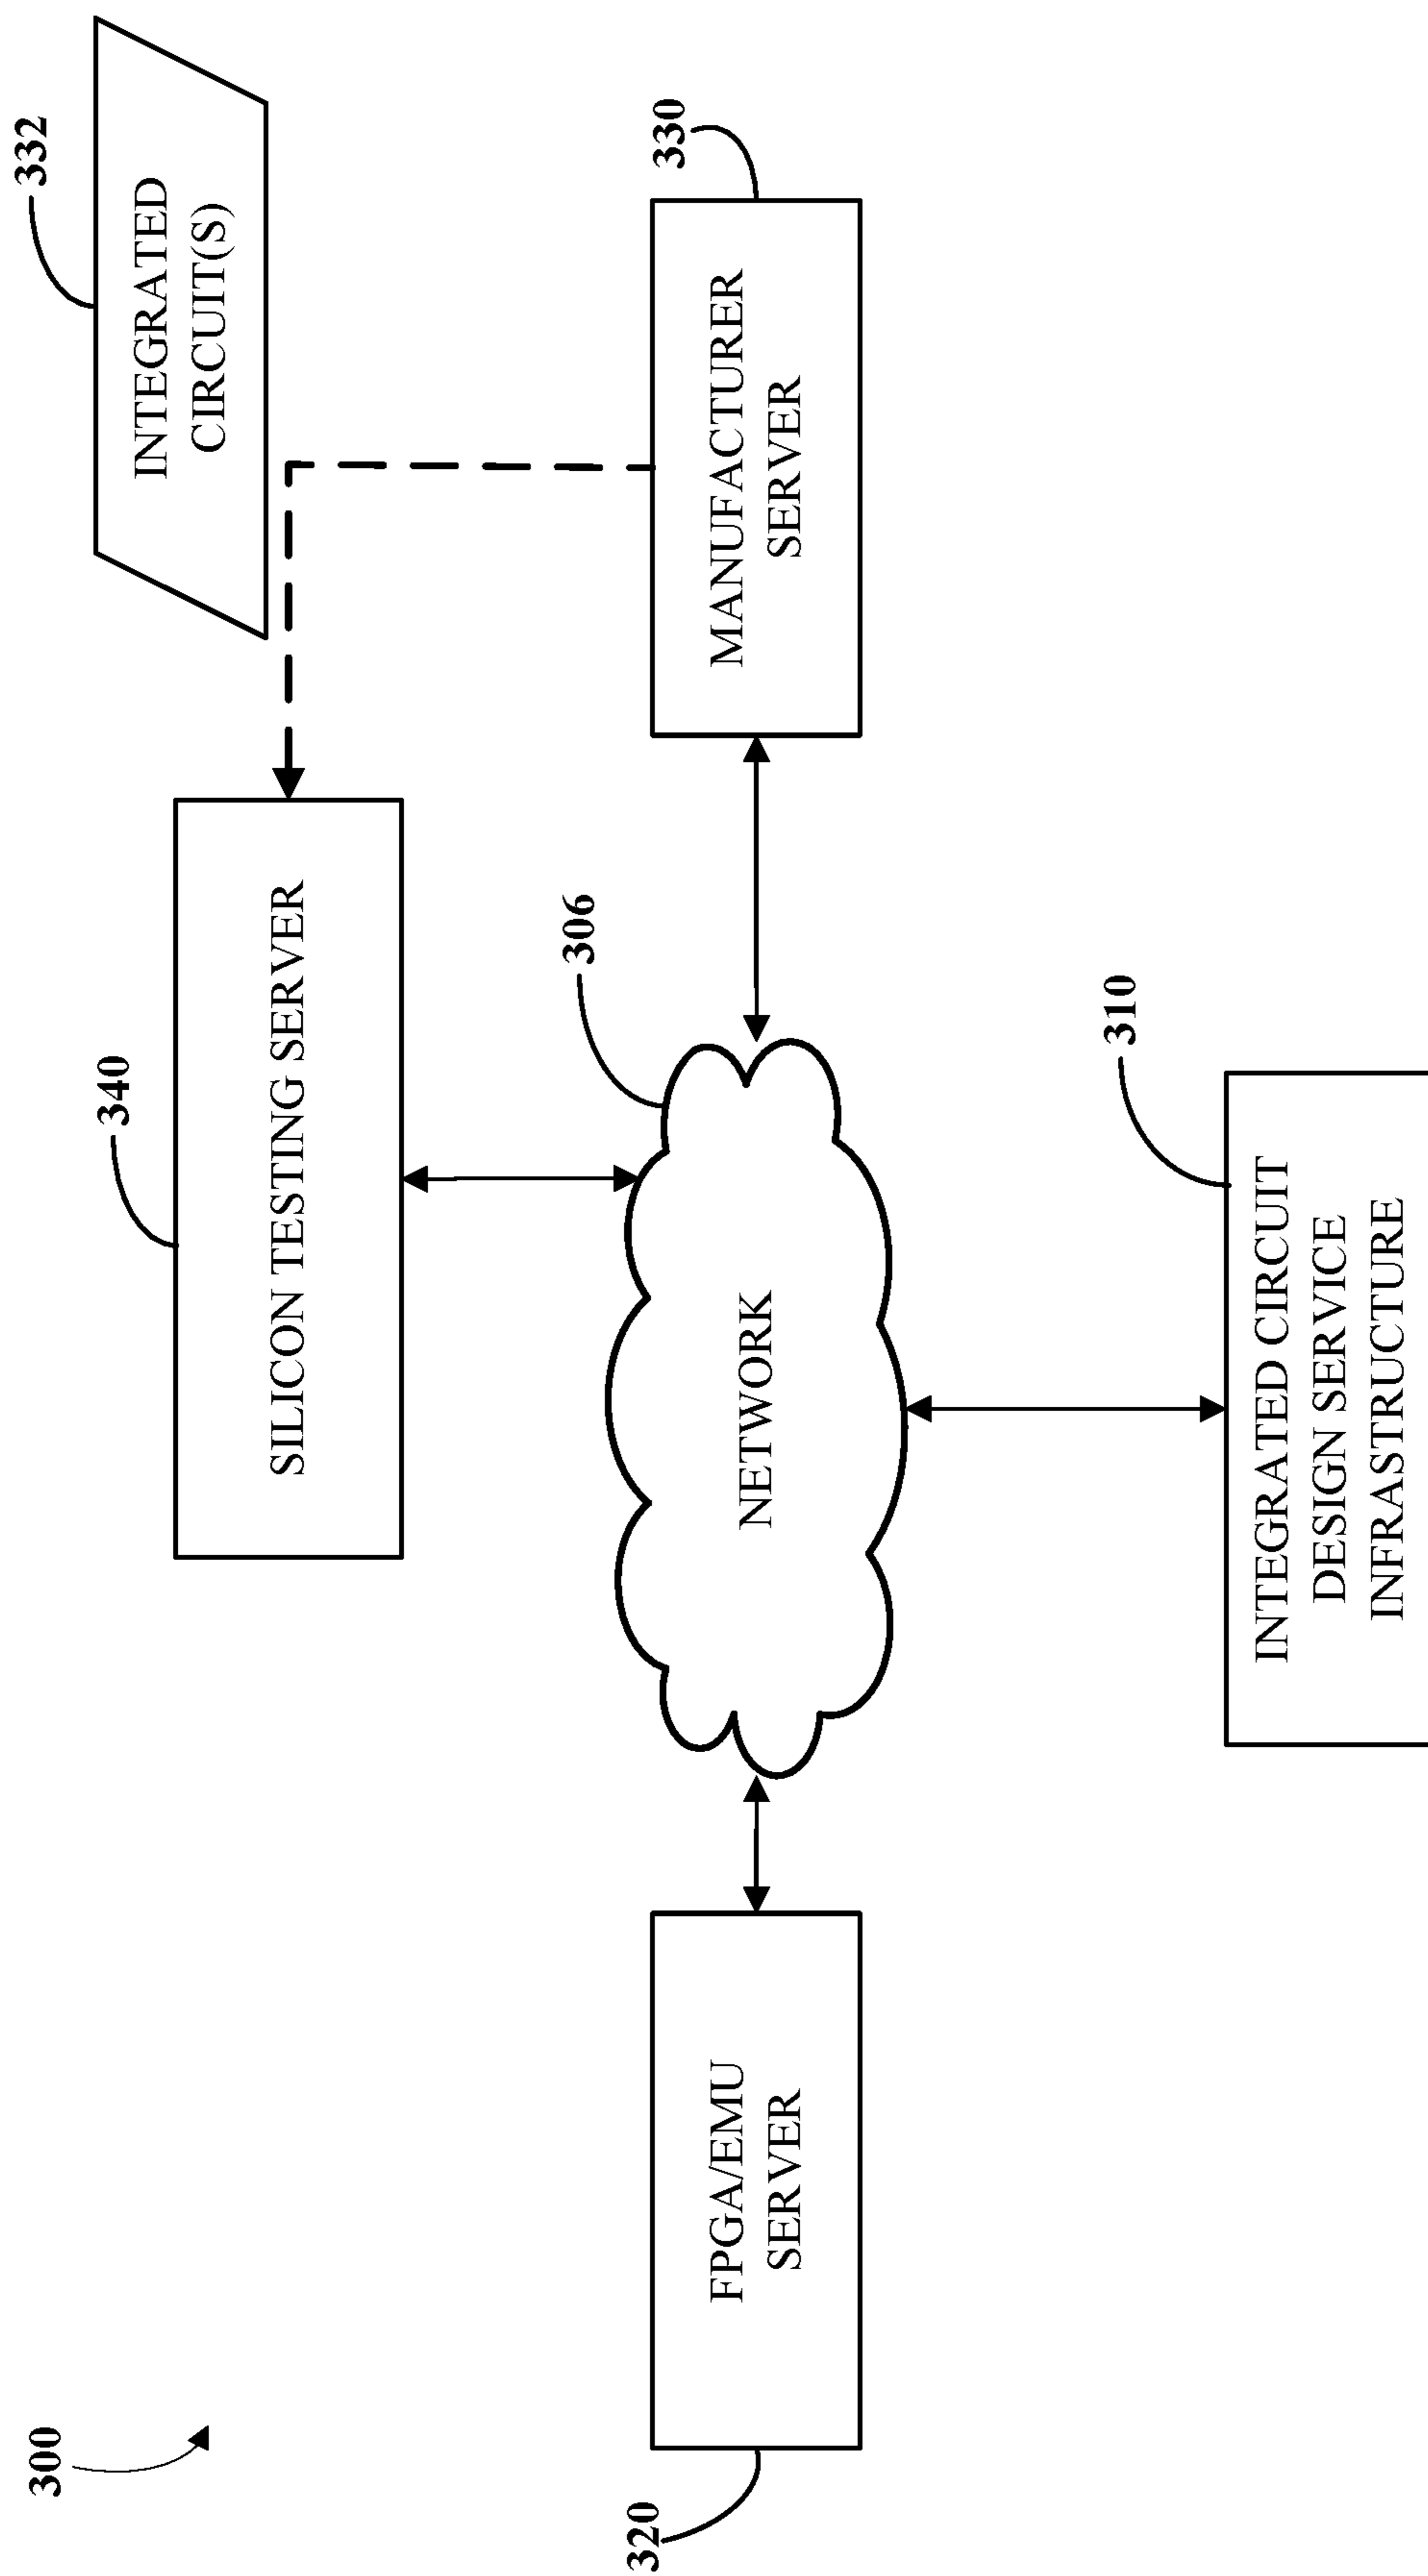 300
340
332
SILICON TESTING SERVER
INTEGRATED
CIRCUIT(S)
306
320
FPGA/EMU
SERVER
NETWORK
MANUFACTURER
SERVER
330
310
INTEGRATED CIRCUIT
DESIGN SERVICE
INFRASTRUCTURE